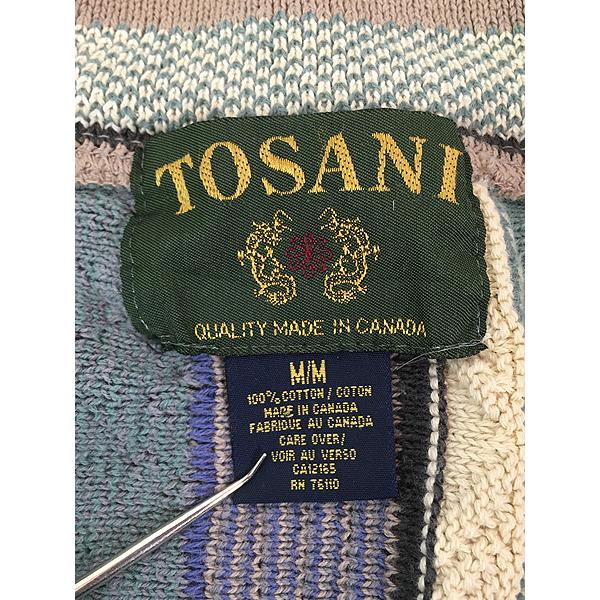 TOSANI
QUALITY MADE IN CANADA
M/M
100% COTTON / COTON
MADE IN CANADA
FABRIQUE AU CANADA
CARE OVER/
VOIR AU VERSO
CA12165
RN T6110